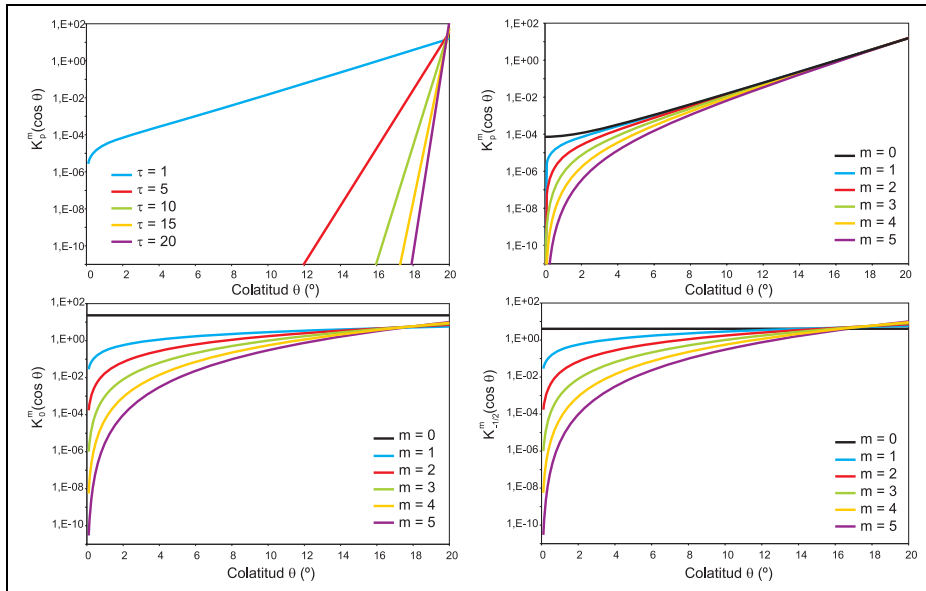 1,E+02
1,E+00
1,E-02
1,E-04
1,E-06
1,E-08
1,E-10
K_p^m(cos θ)
τ = 1
τ = 5
τ = 10
τ = 15
τ = 20
0 2 4 6 8 10 12 14 16 18 20
Colatitud θ (º)
1,E+02
1,E+00
1,E-02
1,E-04
1,E-06
1,E-08
1,E-10
K_p^m(cos θ)
m = 0
m = 1
m = 2
m = 3
m = 4
m = 5
0 2 4 6 8 10 12 14 16 18 20
Colatitud θ (º)
1,E+02
1,E+00
1,E-02
1,E-04
1,E-06
1,E-08
1,E-10
K_0^m(cos θ)
m = 0
m = 1
m = 2
m = 3
m = 4
m = 5
0 2 4 6 8 10 12 14 16 18 20
Colatitud θ (º)
1,E+02
1,E+00
1,E-02
1,E-04
1,E-06
1,E-08
1,E-10
K_-1/2^m(cos θ)
m = 0
m = 1
m = 2
m = 3
m = 4
m = 5
0 2 4 6 8 10 12 14 16 18 20
Colatitud θ (º)